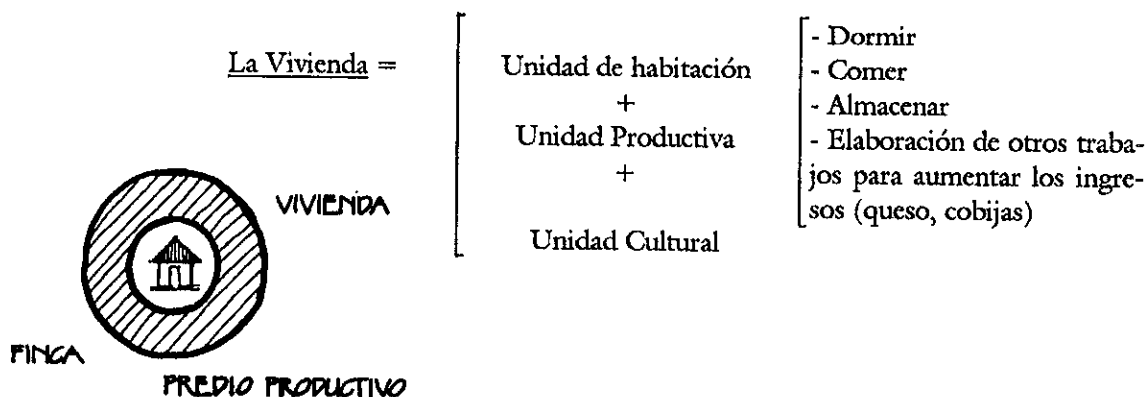 La Vivienda =
Unidad de habitación
+
Unidad Productiva
+
Unidad Cultural
- Dormir
- Comer
- Almacenar
- Elaboración de otros traba-
jos para aumentar los ingre-
sos (queso, cobijas)
VIVIENDA
FINCA
PREDIO PRODUCTIVO